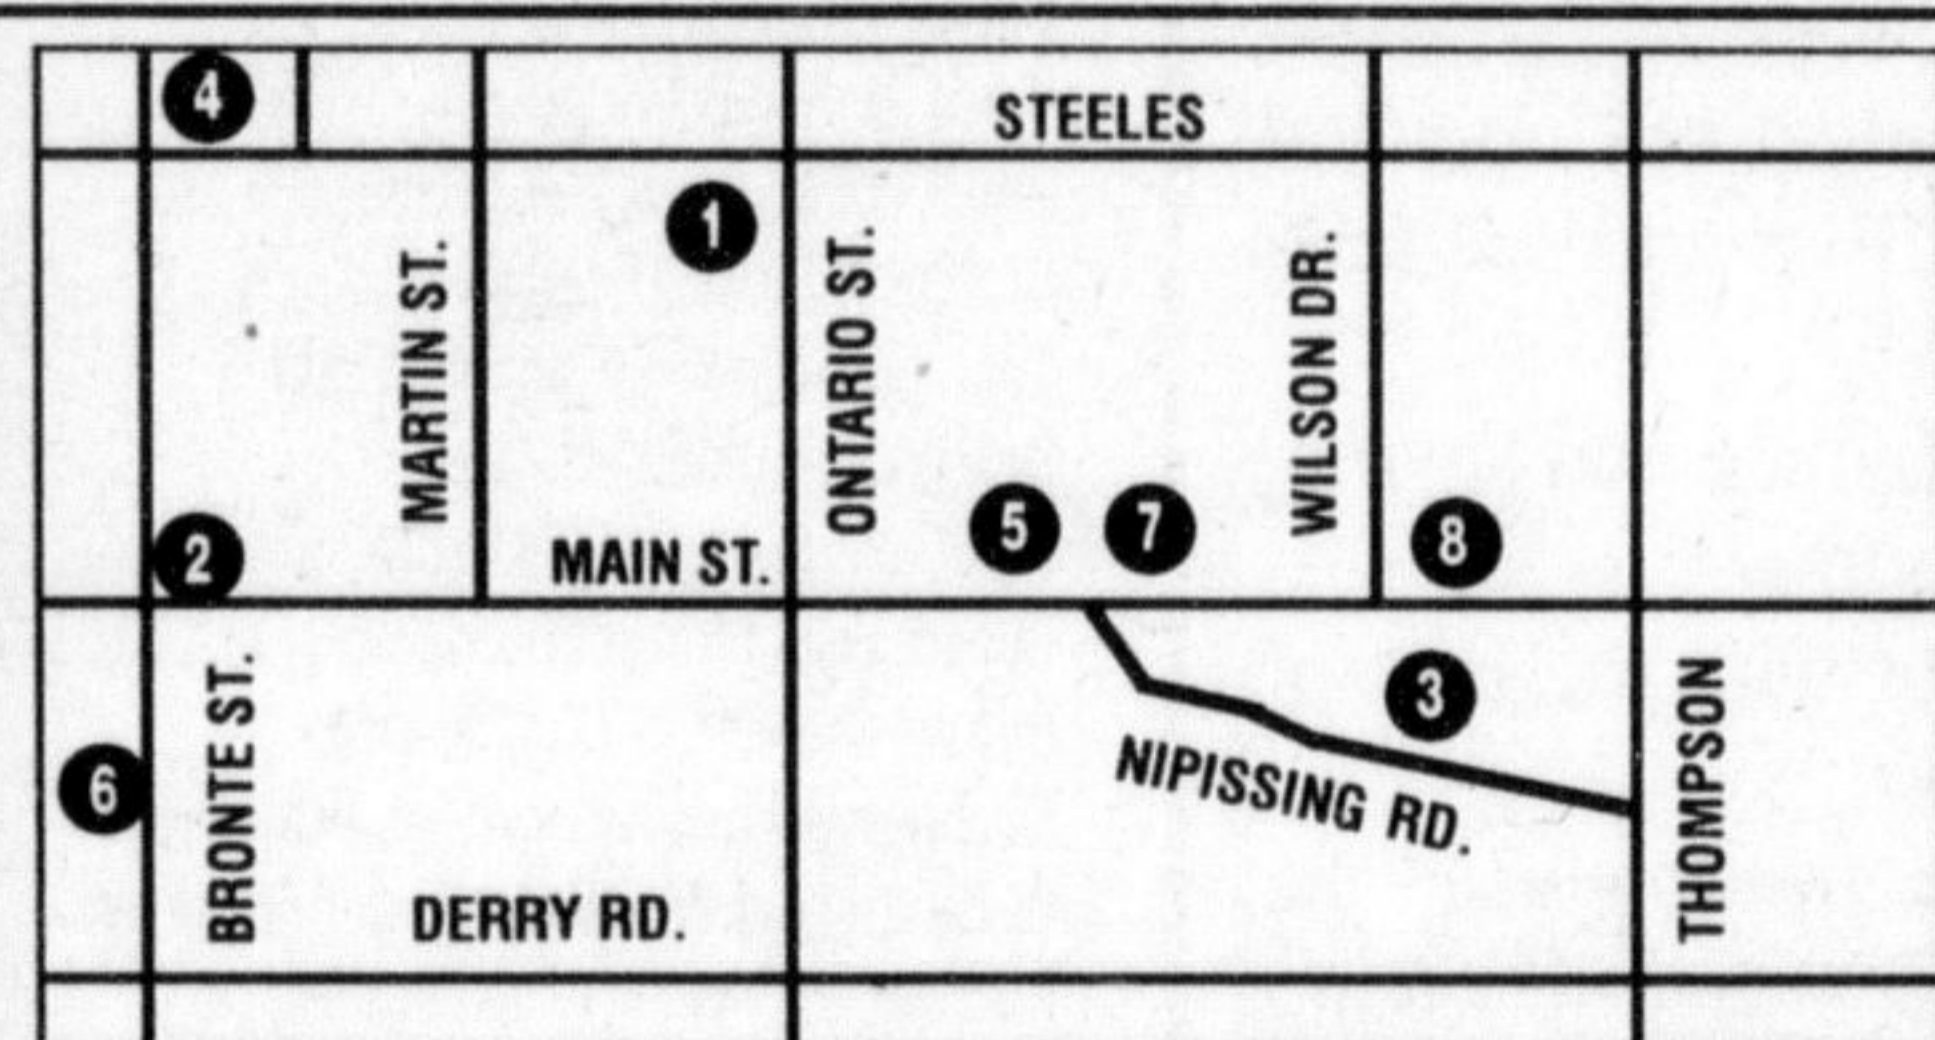 4
STEELES
1
MARTIN ST.
ONTARIO ST.
WILSON DR.
5
7
8
2
MAIN ST.
3
BRONTE ST.
THOMPSON
6
NIPISSING RD.
DERRY RD.